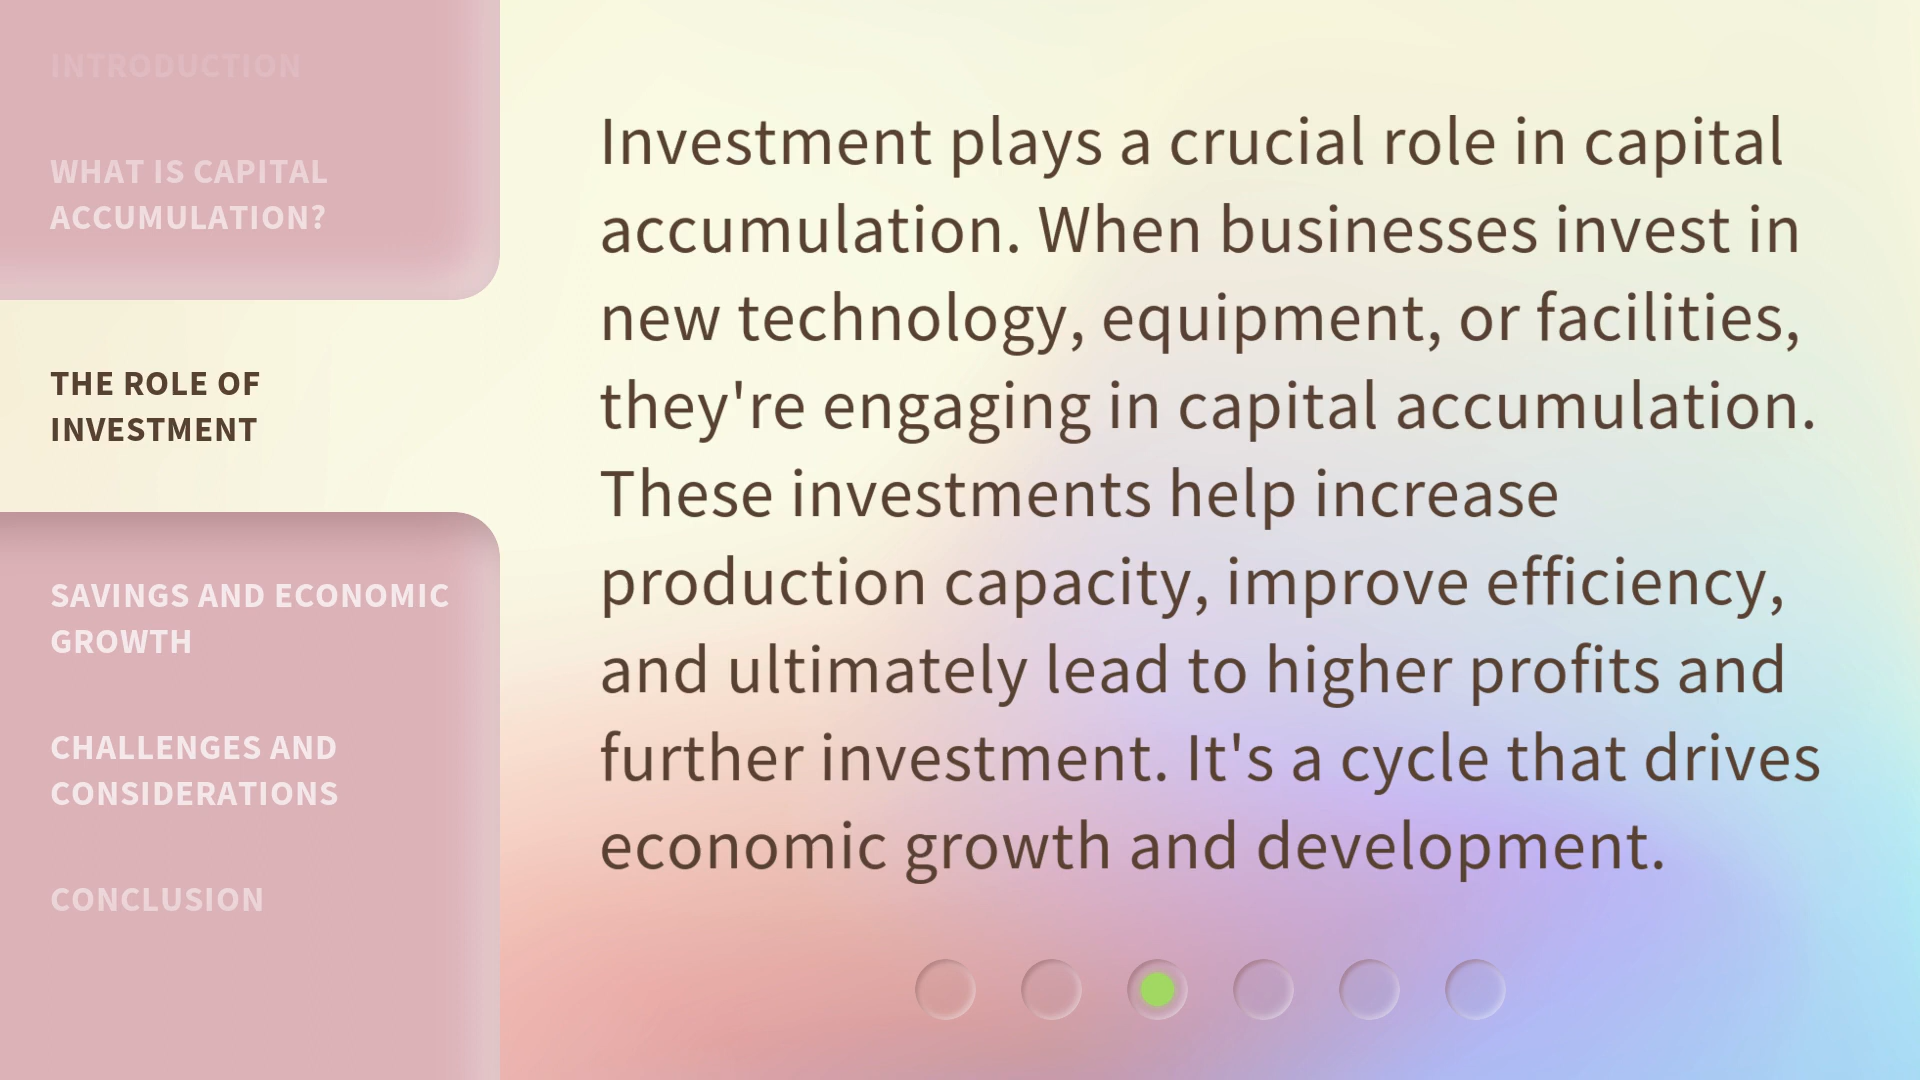 INTRODUCTION
WHAT IS CAPITAL
ACCUMULATION?
THE ROLE OF
INVESTMENT
SAVINGS AND ECONOMIC
GROWTH
CHALLENGES AND
CONSIDERATIONS
CONCLUSION
Investment plays a crucial role in capital
accumulation. When businesses invest in
new technology, equipment, or facilities,
they're engaging in capital accumulation.
These investments help increase
production capacity, improve efficiency,
and ultimately lead to higher profits and
further investment. It's a cycle that drives
economic growth and development.